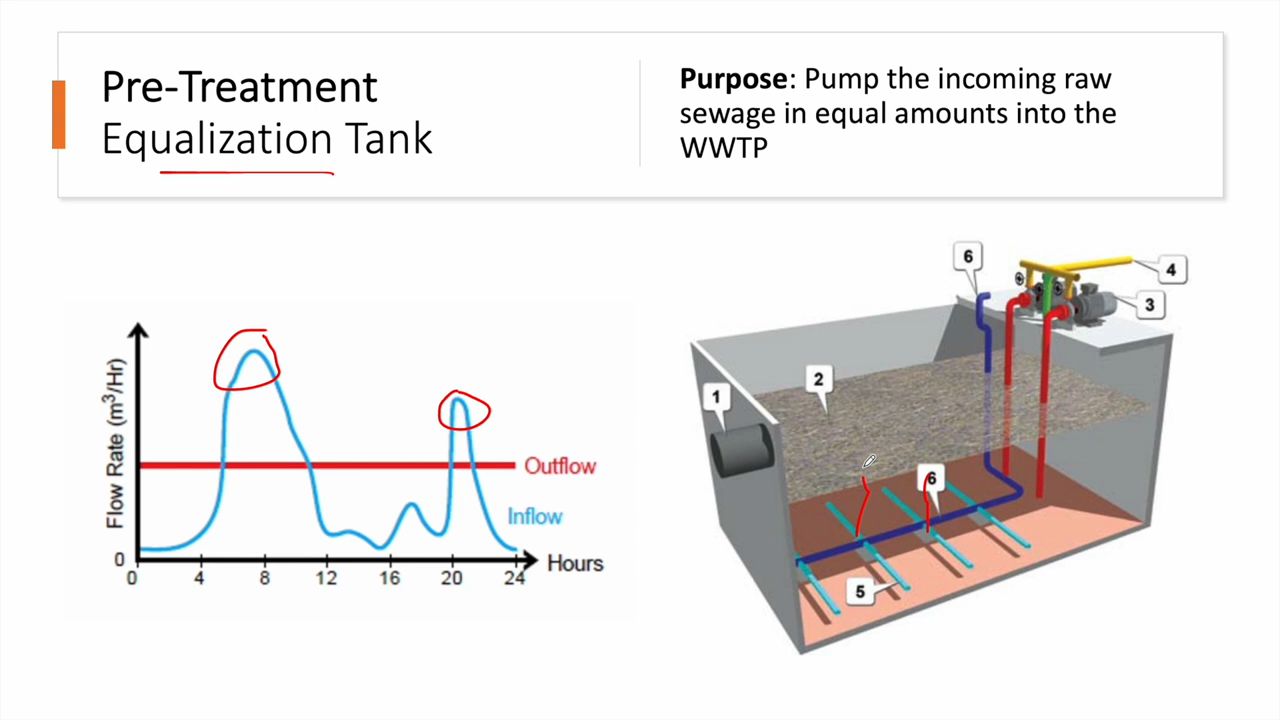 Pre-Treatment
Equalization Tank
Purpose: Pump the incoming raw
sewage in equal amounts into the
WWTP
Flow Rate (m³/Hr)
Outflow
Inflow
0
0 4 8 12 16 20 24 Hours
6
4
3
2
1
6
5